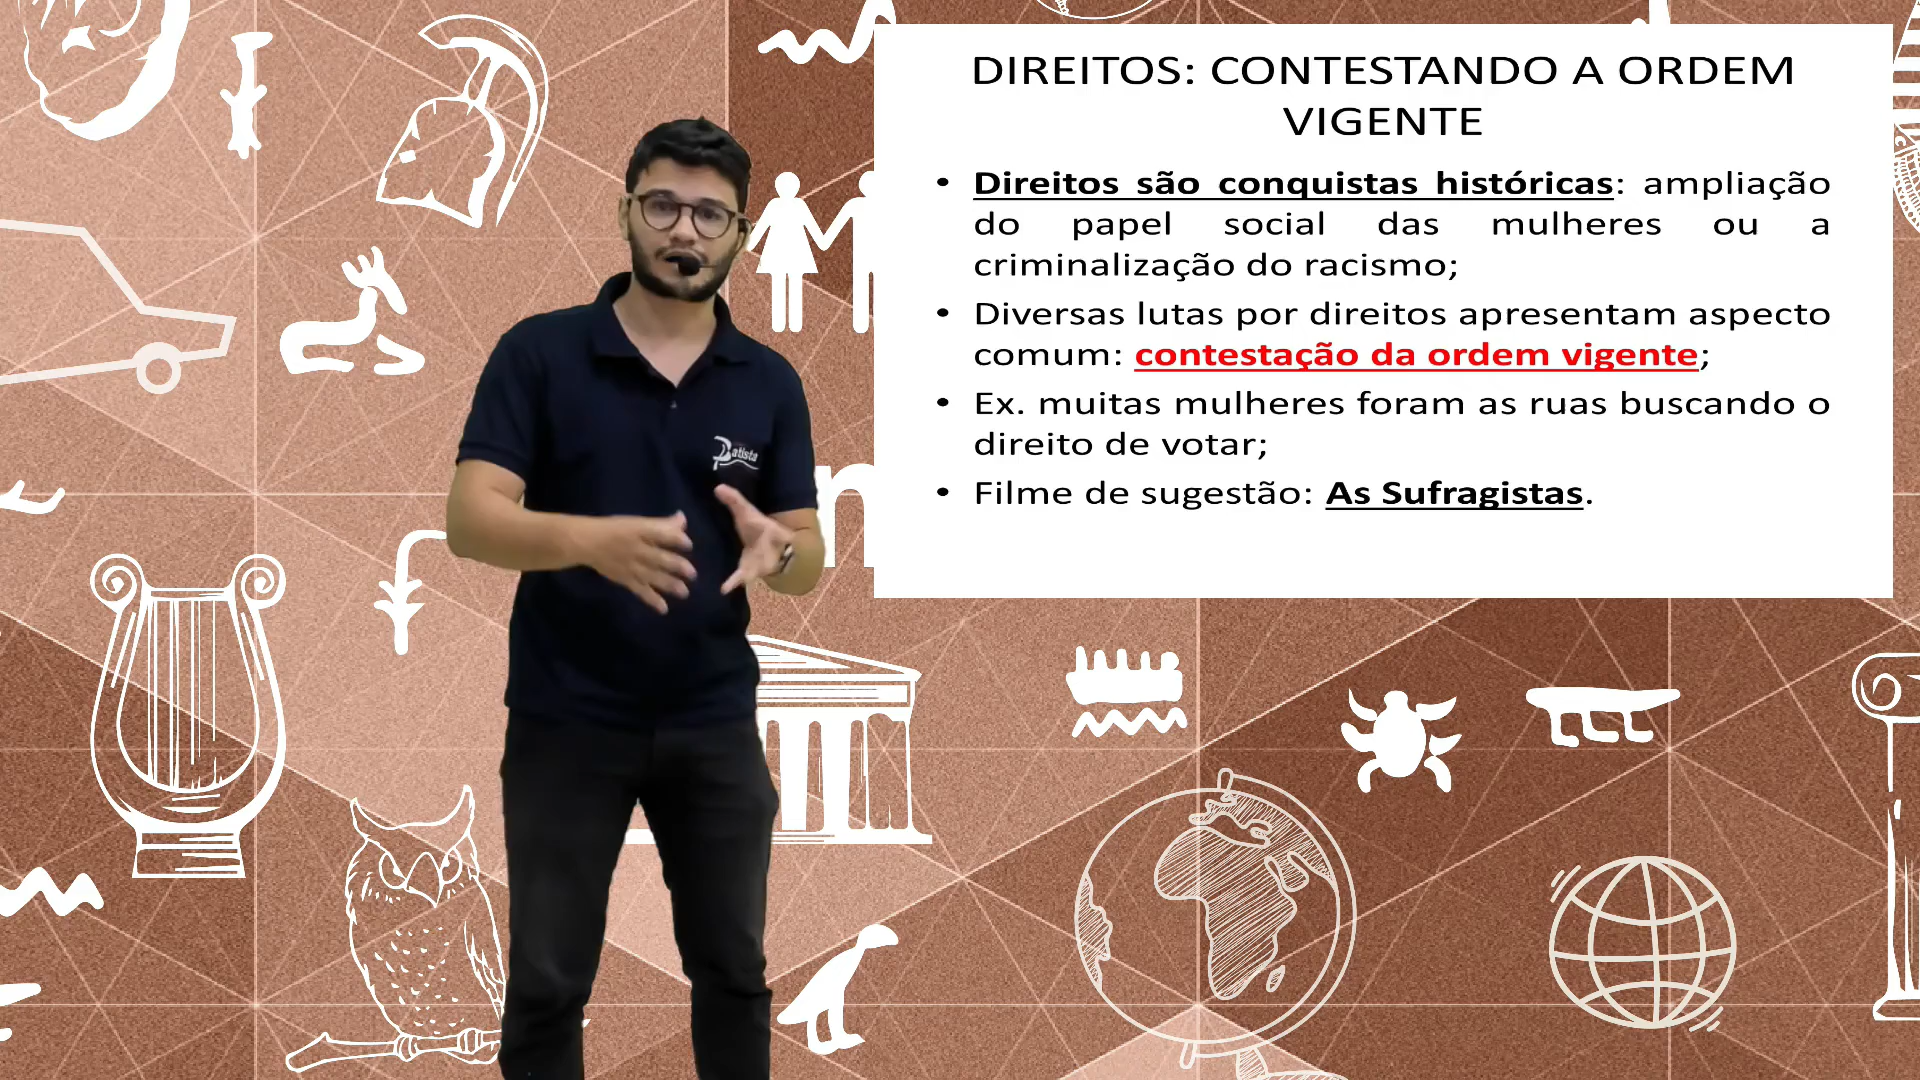 DIREITOS: CONTESTANDO A ORDEM
VIGENTE
• Direitos são conquistas históricas: ampliação
do papel social das mulheres ou a
criminalização do racismo;
• Diversas lutas por direitos apresentam aspecto
comum: contestação da ordem vigente;
• Ex. muitas mulheres foram as ruas buscando o
direito de votar;
• Filme de sugestão: As Sufragistas.
Batista